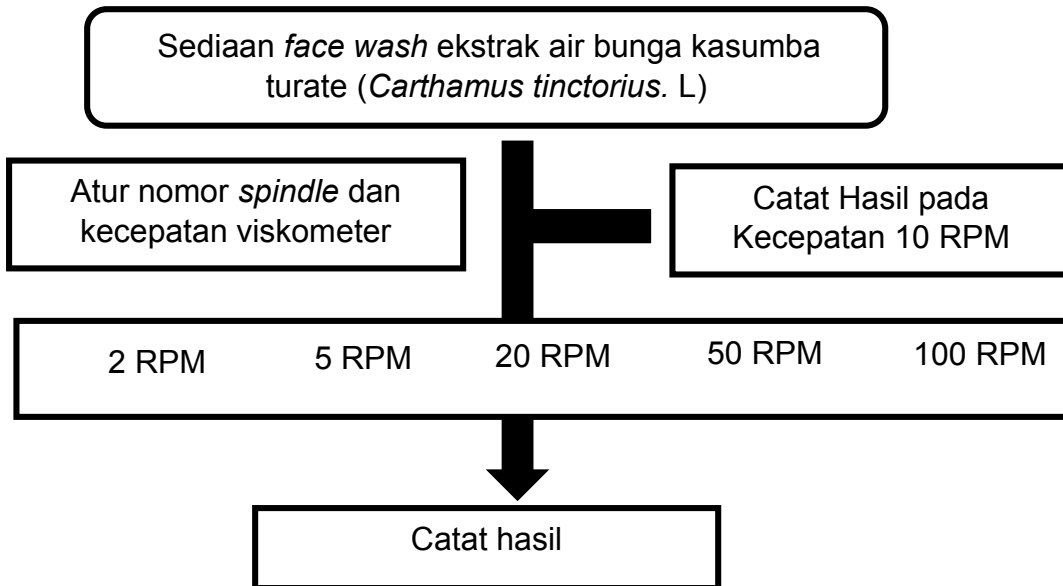 Sediaan face wash ekstrak air bunga kasumba
turate (Carthamus tinctorius. L)
Atur nomor spindle dan
kecepatan viskometer
Catat Hasil pada
Kecepatan 10 RPM
2 RPM 5 RPM 20 RPM 50 RPM 100 RPM
Catat hasil